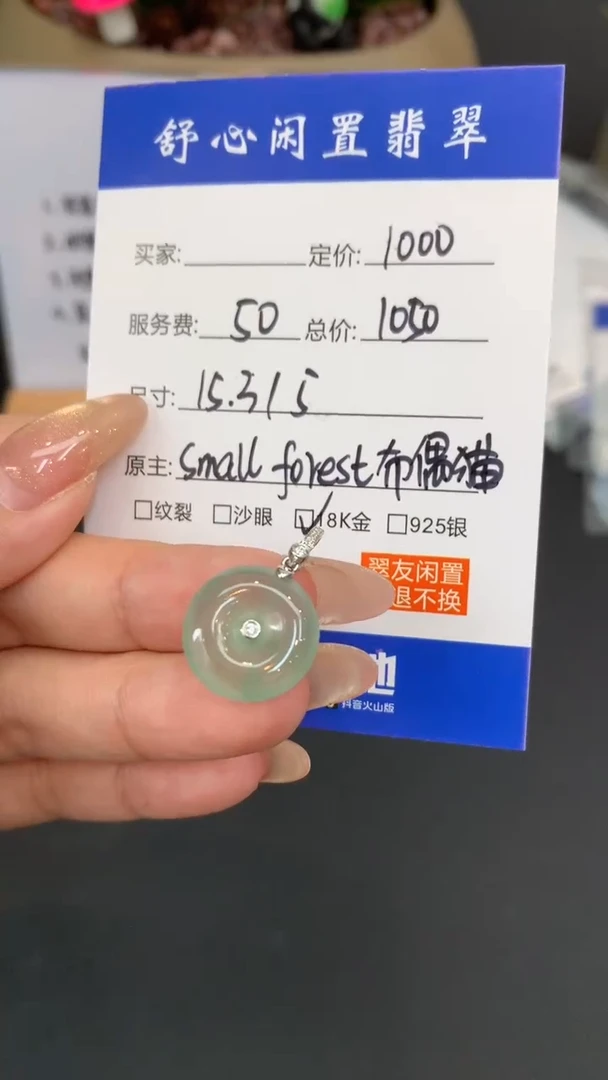 舒心闲置翡翠
买家: 定价: 1000
服务费: 50 总价: 1050
尺寸: 15.3/5
原主: Small forest布偶猫
□纹裂 □沙眼 ☑18K金 □925银
翠友闲置
退不换
抖音火山版